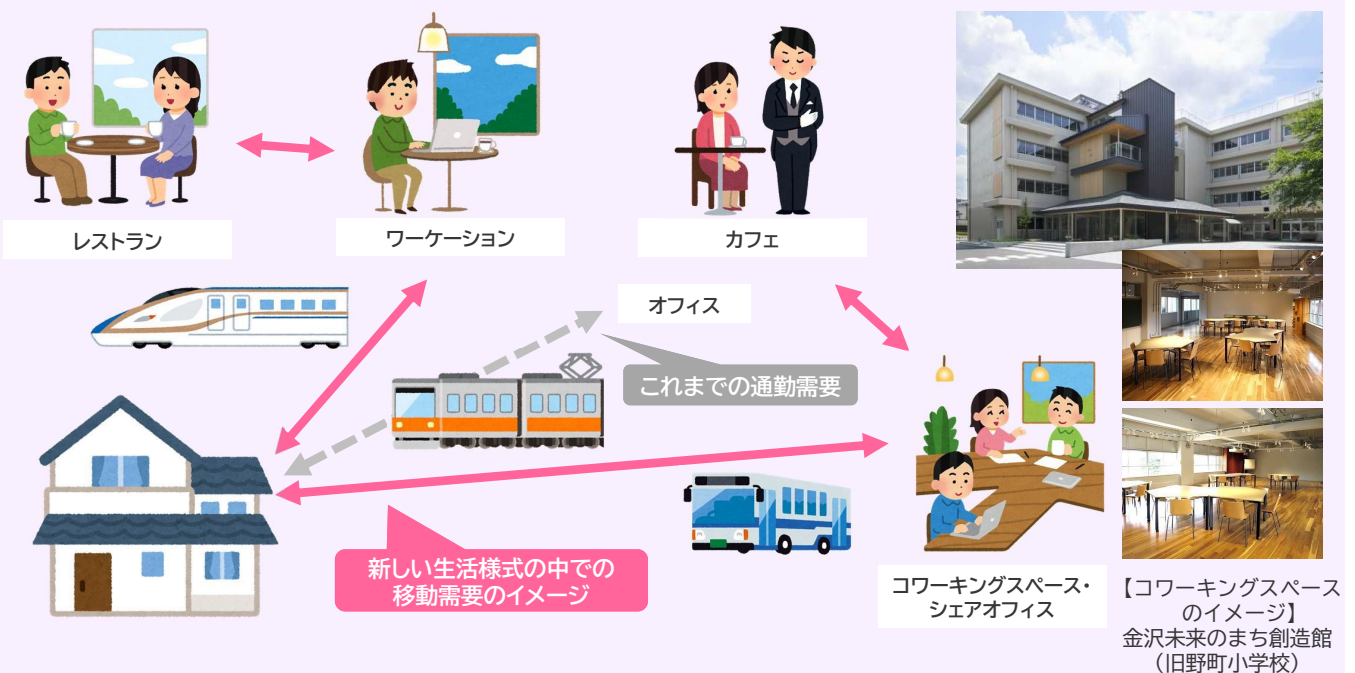 レストラン
ワーケーション
カフェ
オフィス
これまでの通勤需要
新しい生活様式の中での
移動需要のイメージ
コワーキングスペース・
シェアオフィス
【コワーキングスペース
のイメージ】
金沢未来のまち創造館
（旧野町小学校）